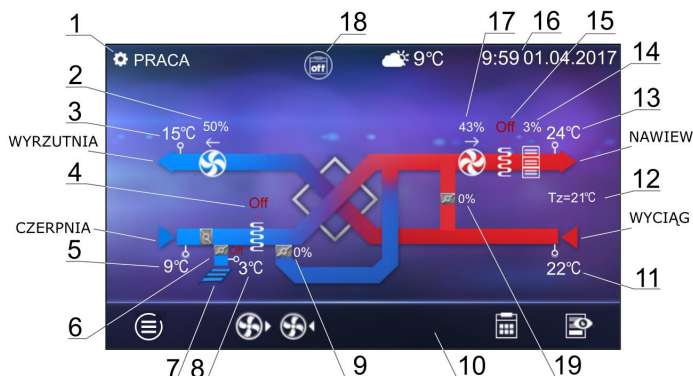 1 18 17 16 15
PRACA off 9°C 9:59 01.04.2017
14
2
50% 43% Off 3%
13
3
15°C 24°C
WYRZUTNIA NAWIEW
4
12
Off 0% Tz=21°C
CZERPNIA WYCIĄG
5 Off 0%
9°C 3°C 22°C
11
6
7 8 9 10 19